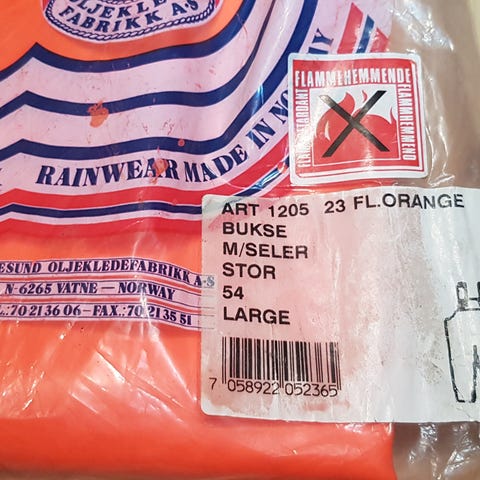 OLJEKLEDE
FABRIKK A.S
RAINWEAR MADE IN NORWAY
FLAMMEHEMMENDE
FLAMMEHEMMEND
ART 1205 23 FL.ORANGE
BUKSE
M/SELER
STOR
54
LARGE
7 058922 052365
ESUND OLJEKLEDEFABRIKK A-S
N-6265 VATNE — NORWAY
.:70 21 36 06 – FAX.: 70 21 35 51